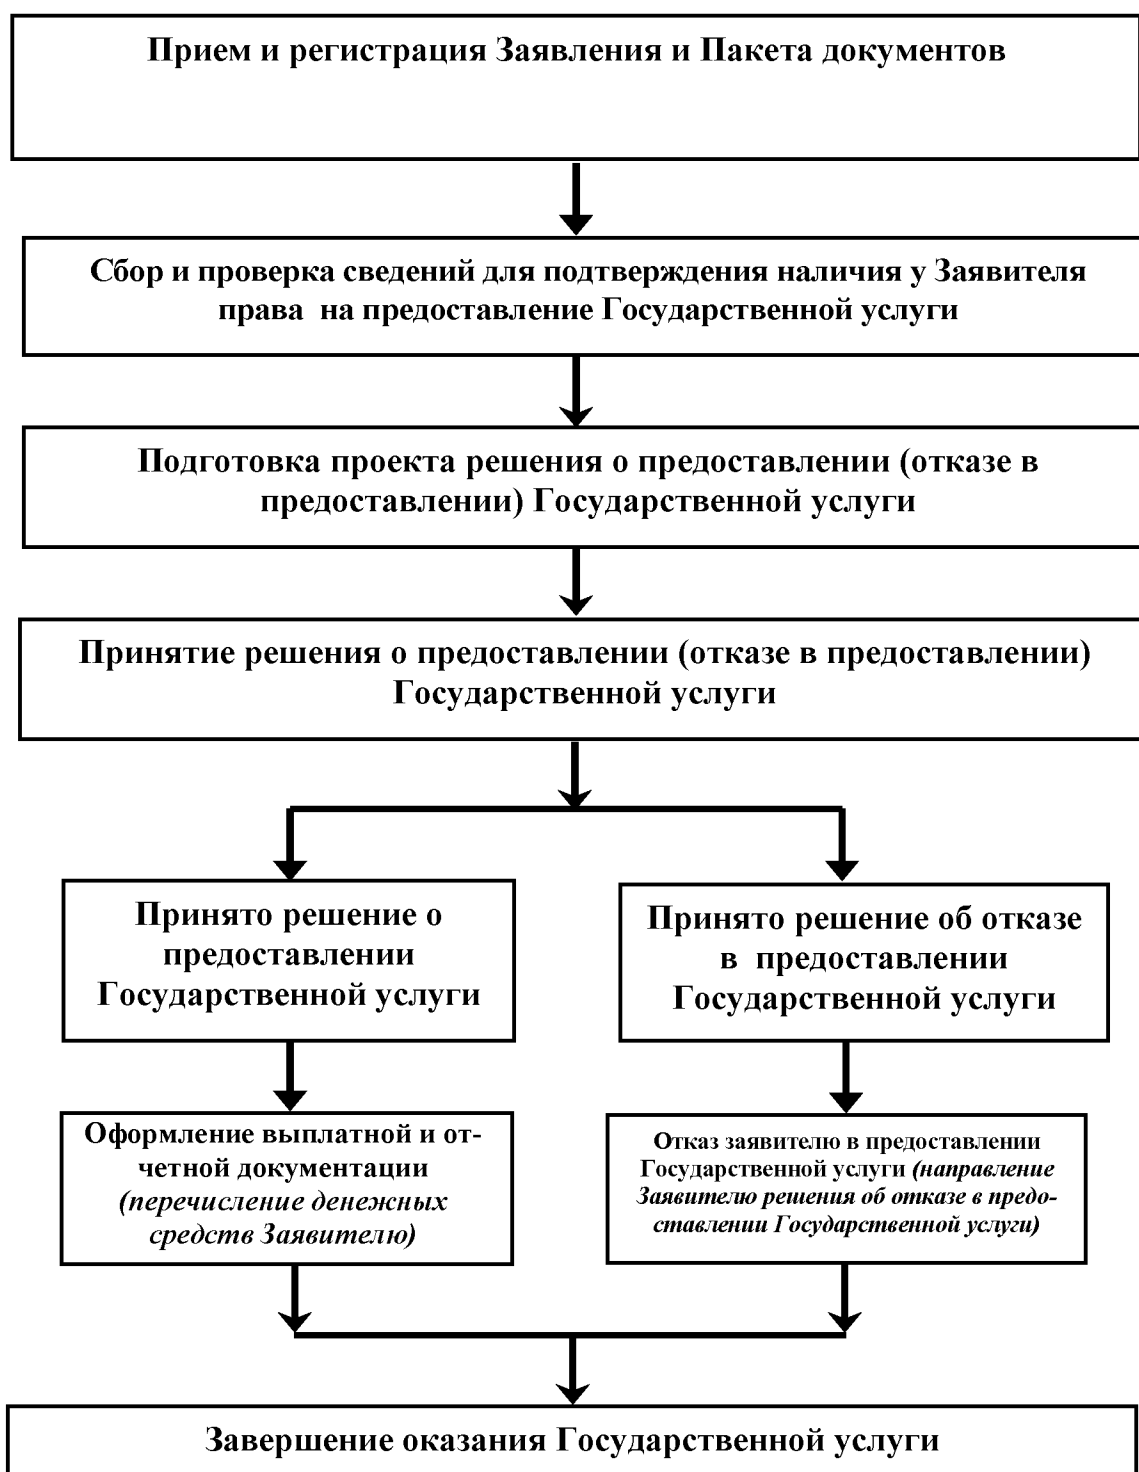 Прием и регистрация Заявления и Пакета документов
Сбор и проверка сведений для подтверждения наличия у Заявителя
права на предоставление Государственной услуги
Подготовка проекта решения о предоставлении (отказе в
предоставлении) Государственной услуги
Принятие решения о предоставлении (отказе в предоставлении)
Государственной услуги
Принято решение о
предоставлении
Государственной услуги
Принято решение об отказе
в предоставлении
Государственной услуги
Оформление выплатной и от-
четной документации
(перечисление денежных
средств Заявителю)
Отказ заявителю в предоставлении
Государственной услуги (направление
Заявителю решения об отказе в предо-
ставлении Государственной услуги)
Завершение оказания Государственной услуги